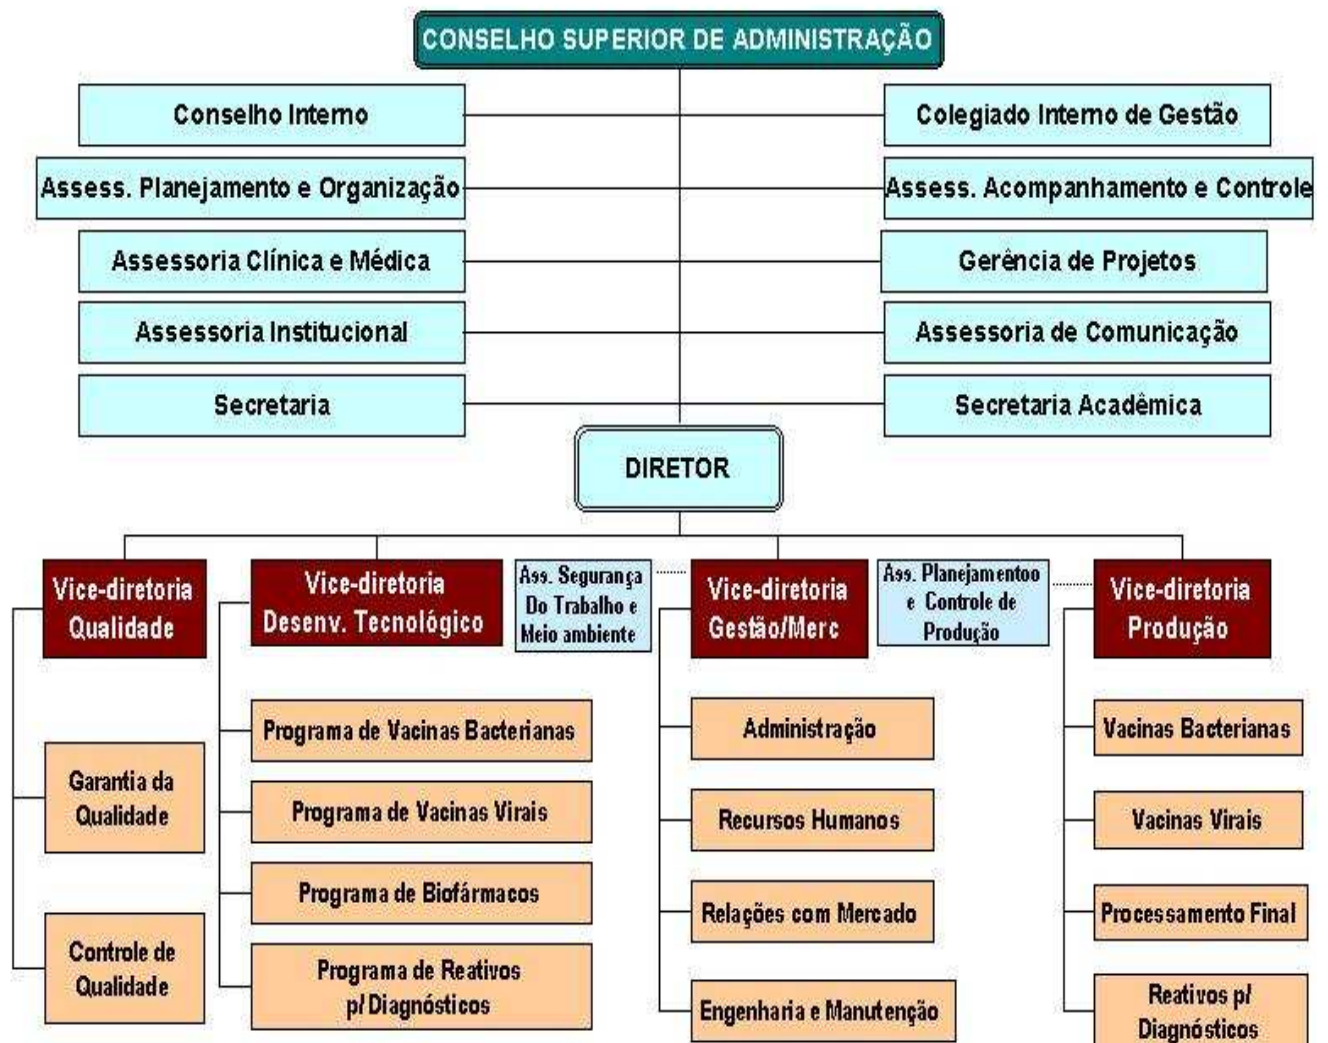 CONSELHO SUPERIOR DE ADMINISTRAÇÃO
Conselho Interno
Colegiado Interno de Gestão
Assess. Planejamento e Organização
Assess. Acompanhamento e Controle
Assessoria Clínica e Médica
Gerência de Projetos
Assessoria Institucional
Assessoria de Comunicação
Secretaria
Secretaria Acadêmica
DIRETOR
Vice-diretoria
Qualidade
Vice-diretoria
Desenv. Tecnológico
Ass. Segurança
Do Trabalho e
Meio ambiente
Vice-diretoria
Gestão/Merc
Ass. Planejamentoo
e Controle de
Produção
Vice-diretoria
Produção
Garantia da
Qualidade
Controle de
Qualidade
Programa de Vacinas Bacterianas
Programa de Vacinas Virais
Programa de Biofármacos
Programa de Reativos
p/ Diagnósticos
Administração
Recursos Humanos
Relações com Mercado
Engenharia e Manutenção
Vacinas Bacterianas
Vacinas Virais
Processamento Final
Reativos p/
Diagnósticos